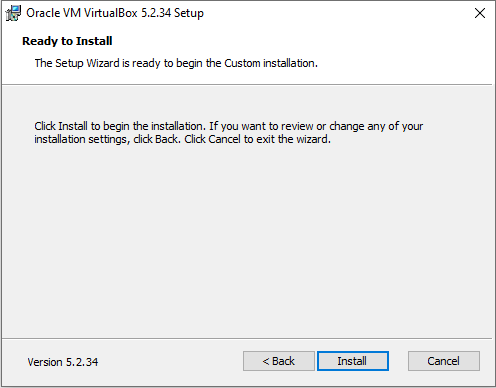 Oracle VM VirtualBox 5.2.34 Setup
Ready to Install
The Setup Wizard is ready to begin the Custom installation.
Click Install to begin the installation. If you want to review or change any of your
installation settings, click Back. Click Cancel to exit the wizard.
Version 5.2.34
< Back
Install
Cancel